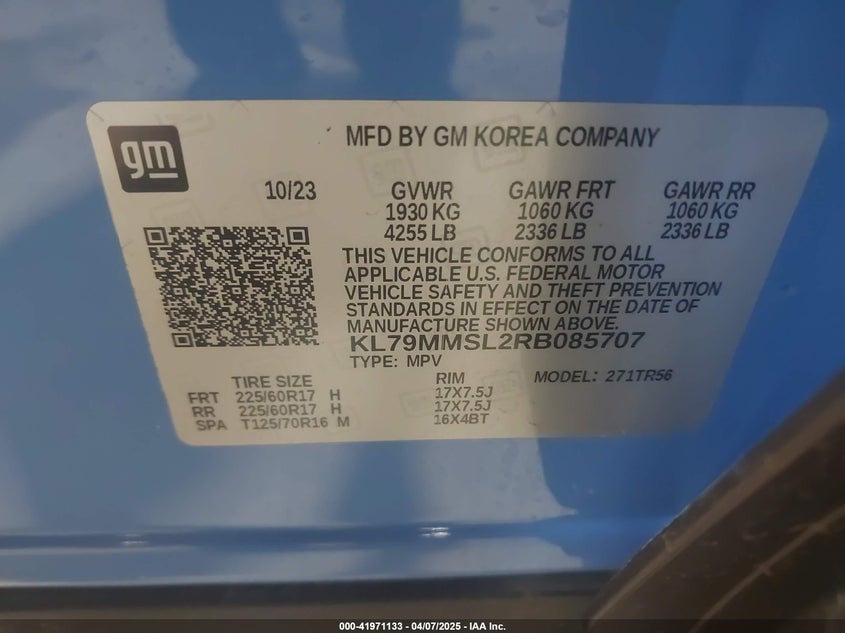 gm
MFD BY GM KOREA COMPANY
10/23 GVWR GAWR FRT GAWR RR
1930 KG 1060 KG 1060 KG
4255 LB 2336 LB 2336 LB
THIS VEHICLE CONFORMS TO ALL
APPLICABLE U.S. FEDERAL MOTOR
VEHICLE SAFETY AND THEFT PREVENTION
STANDARDS IN EFFECT ON THE DATE OF
MANUFACTURE SHOWN ABOVE.
KL79MMSL2RB085707
TYPE: MPV
TIRE SIZE RIM MODEL: 271TR56
FRT 225/60R17 H 17X7.5J
RR 225/60R17 H 17X7.5J
SPA T125/70R16 M 16X4BT
000-41971133 - 04/07/2025 - IAA Inc.